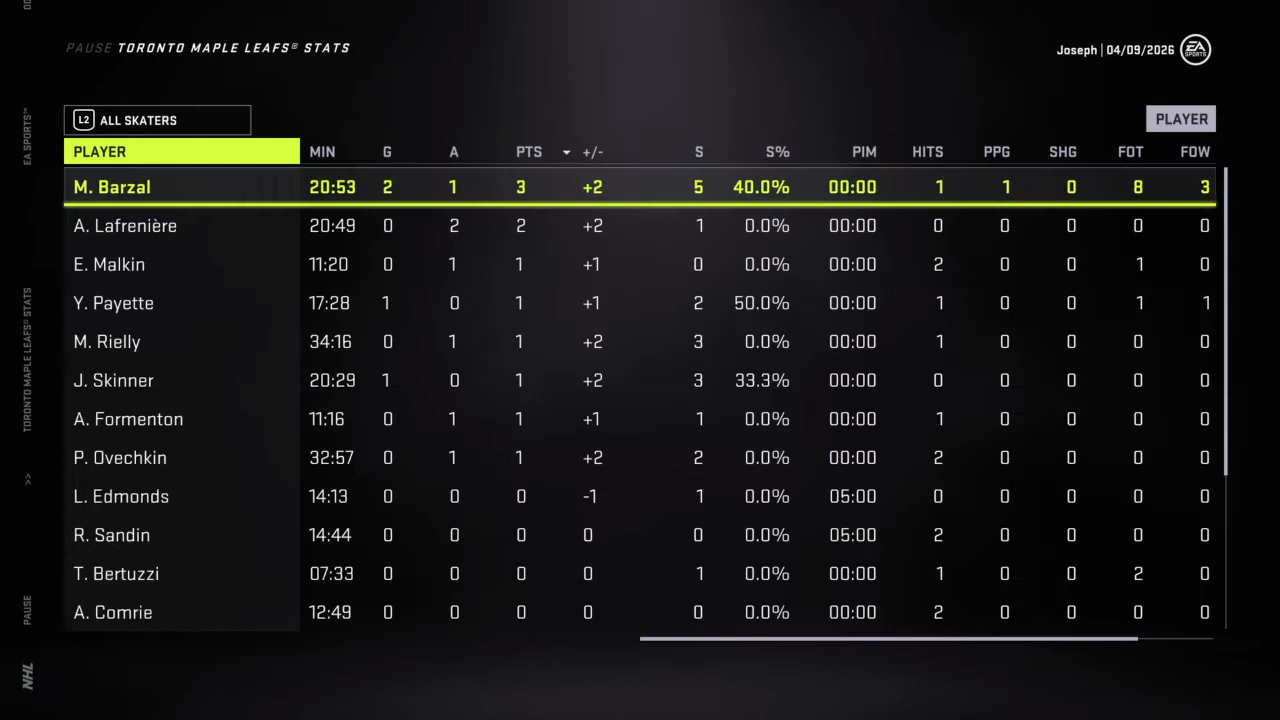 PAUSE TORONTO MAPLE LEAFS® STATS
Joseph | 04/09/2026 EA SPORTS
L2 ALL SKATERS
PLAYER
PLAYER MIN G A PTS +/- S S% PIM HITS PPG SHG FOT FOW
M. Barzal 20:53 2 1 3 +2 5 40.0% 00:00 1 1 0 8 3
A. Lafrenière 20:49 0 2 2 +2 1 0.0% 00:00 0 0 0 0 0
E. Malkin 11:20 0 1 1 +1 0 0.0% 00:00 2 0 0 1 0
Y. Payette 17:28 1 0 1 +1 2 50.0% 00:00 1 0 0 1 1
M. Rielly 34:16 0 1 1 +2 3 0.0% 00:00 1 0 0 0 0
J. Skinner 20:29 1 0 1 +2 3 33.3% 00:00 0 0 0 0 0
A. Formenton 11:16 0 1 1 +1 1 0.0% 00:00 1 0 0 0 0
P. Ovechkin 32:57 0 1 1 +2 2 0.0% 00:00 2 0 0 0 0
L. Edmonds 14:13 0 0 0 -1 1 0.0% 05:00 0 0 0 0 0
R. Sandin 14:44 0 0 0 0 0 0.0% 05:00 2 0 0 0 0
T. Bertuzzi 07:33 0 0 0 0 1 0.0% 00:00 1 0 0 2 0
A. Comrie 12:49 0 0 0 0 0 0.0% 00:00 2 0 0 0 0
EA SPORTS™
TORONTO MAPLE LEAFS® STATS
>>
PAUSE
NHL